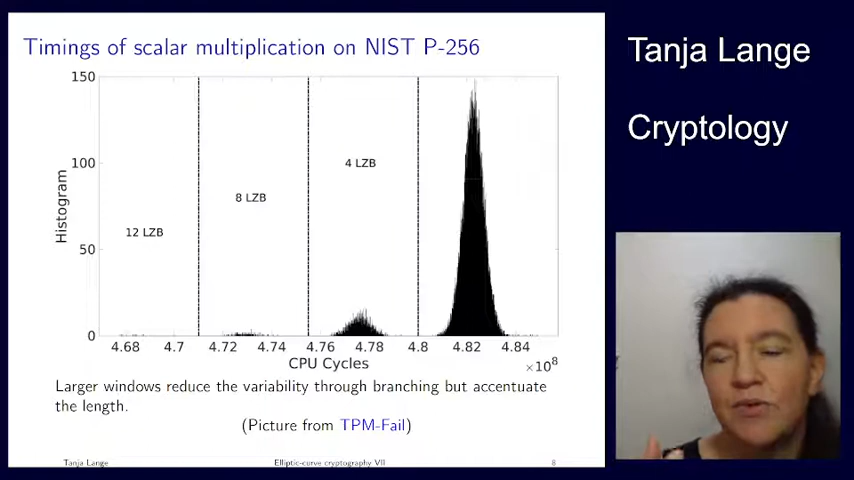 Timings of scalar multiplication on NIST P-256
Tanja Lange
Cryptology
150
100
50
0
Histogram
12 LZB
8 LZB
4 LZB
4.68 4.7 4.72 4.74 4.76 4.78 4.8 4.82 4.84
CPU Cycles
×10⁸
Larger windows reduce the variability through branching but accentuate
the length.
(Picture from TPM-Fail)
Tanja Lange Elliptic-curve cryptography VII 8